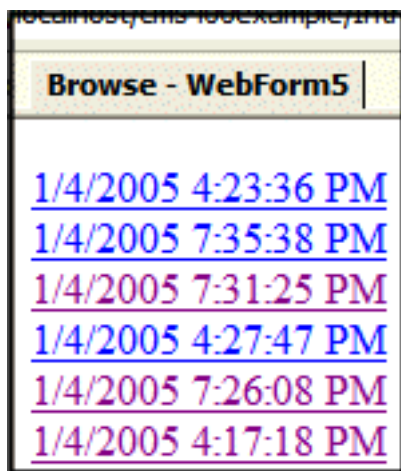 Browse - WebForm5
1/4/2005 4:23:36 PM
1/4/2005 7:35:38 PM
1/4/2005 7:31:25 PM
1/4/2005 4:27:47 PM
1/4/2005 7:26:08 PM
1/4/2005 4:17:18 PM